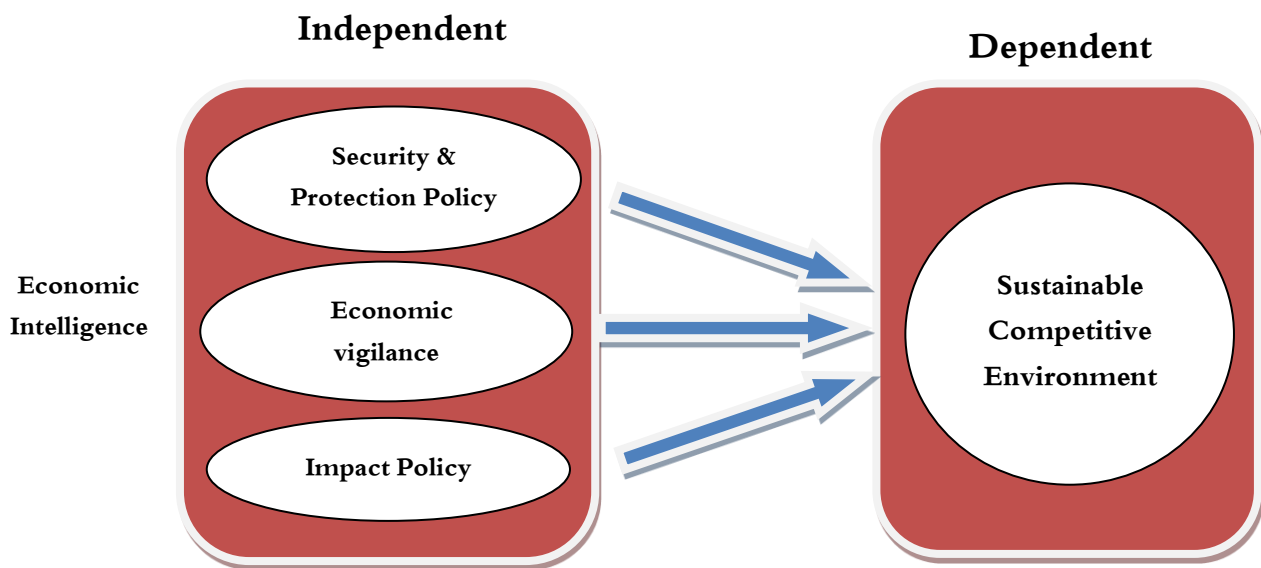 Independent
Dependent
Security &
Protection Policy
Economic
Intelligence
Economic
vigilance
Impact Policy
Sustainable
Competitive
Environment